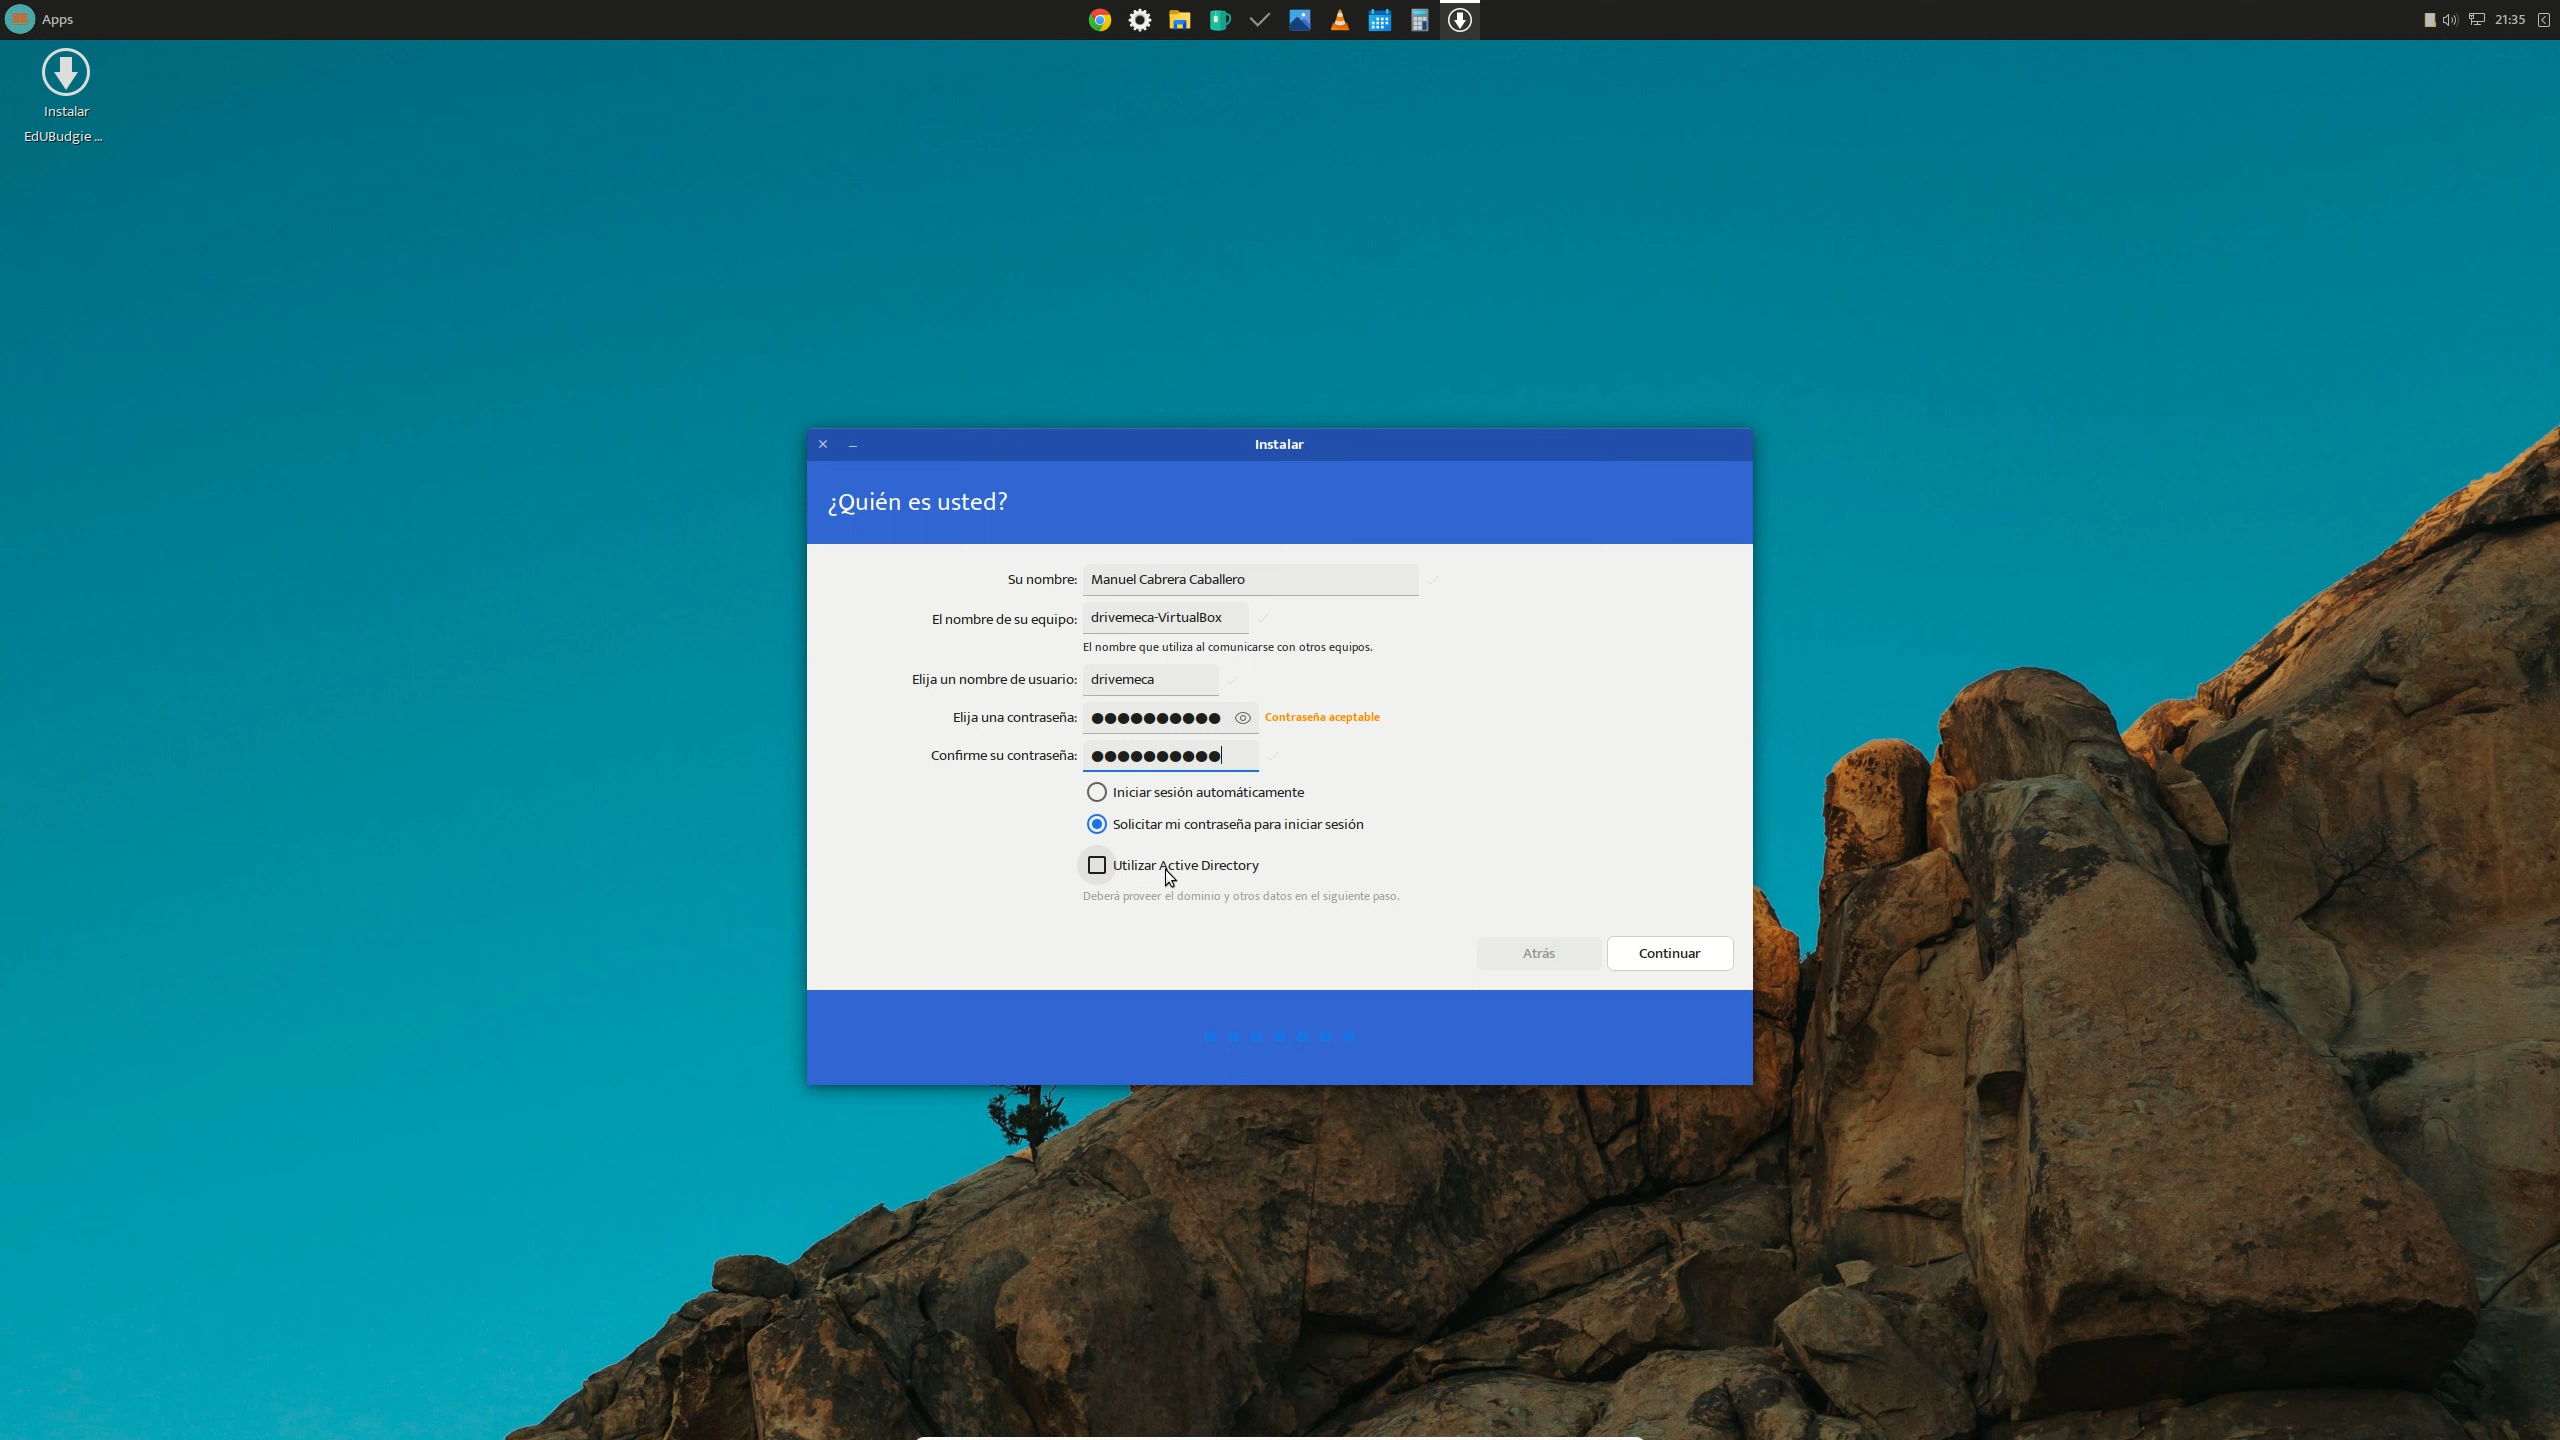 Apps
21:35
Instalar
EdUBudgie ...
Instalar
¿Quién es usted?
Su nombre: Manuel Cabrera Caballero
El nombre de su equipo: drivemeca-VirtualBox
El nombre que utiliza al comunicarse con otros equipos.
Elija un nombre de usuario: drivemeca
Elija una contraseña: ●●●●●●●●●● Contraseña aceptable
Confirme su contraseña: ●●●●●●●●●●
Iniciar sesión automáticamente
Solicitar mi contraseña para iniciar sesión
Utilizar Active Directory
Deberá proveer el dominio y otros datos en el siguiente paso.
Atrás Continuar